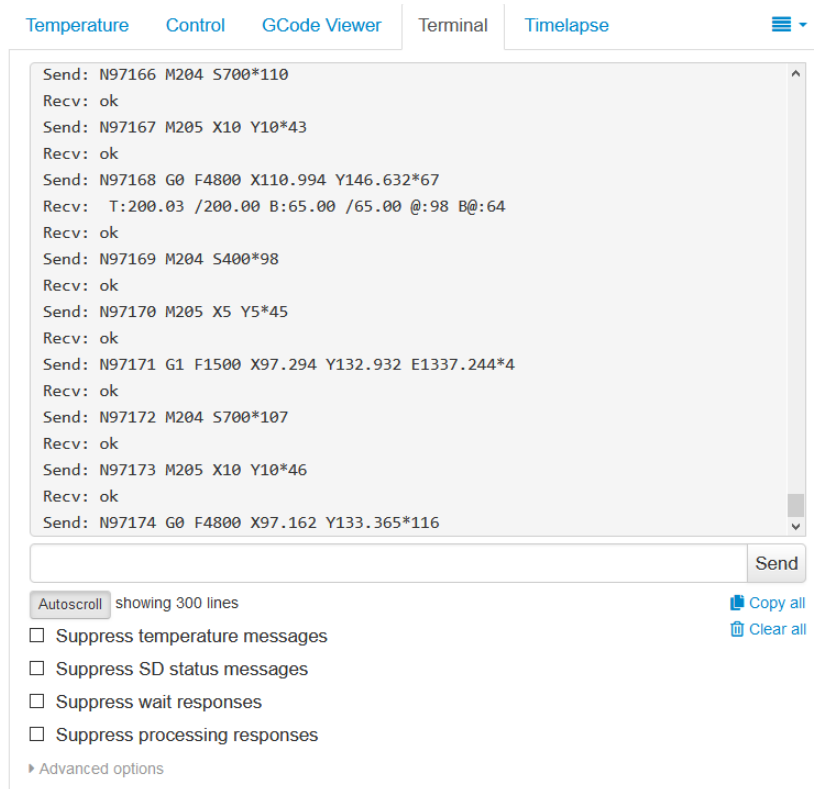 Temperature Control GCode Viewer Terminal Timelapse
Send: N97166 M204 S700*110
Recv: ok
Send: N97167 M205 X10 Y10*43
Recv: ok
Send: N97168 G0 F4800 X110.994 Y146.632*67
Recv:  T:200.03 /200.00 B:65.00 /65.00 @:98 B@:64
Recv: ok
Send: N97169 M204 S400*98
Recv: ok
Send: N97170 M205 X5 Y5*45
Recv: ok
Send: N97171 G1 F1500 X97.294 Y132.932 E1337.244*4
Recv: ok
Send: N97172 M204 S700*107
Recv: ok
Send: N97173 M205 X10 Y10*46
Recv: ok
Send: N97174 G0 F4800 X97.162 Y133.365*116
Send
Autoscroll showing 300 lines
Copy all
Clear all
Suppress temperature messages
Suppress SD status messages
Suppress wait responses
Suppress processing responses
Advanced options